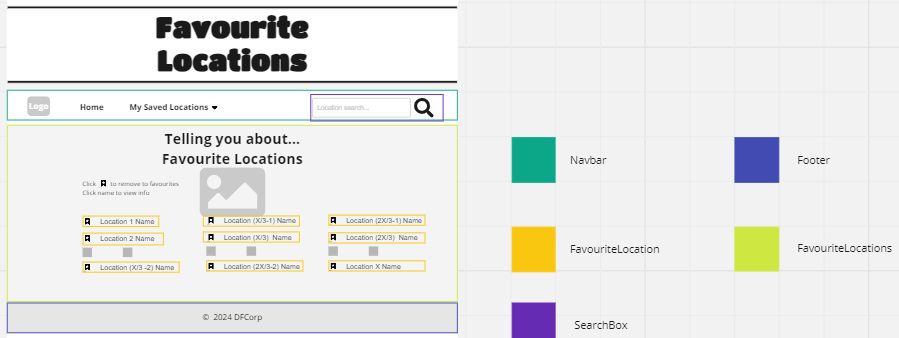 Favourite
Locations
Logo
Home
My Saved Locations
Location search...
Telling you about...
Favourite Locations
Click to remove to favourites
Click name to view info
Location 1 Name
Location (X/3-1) Name
Location (2X/3-1) Name
Location 2 Name
Location (X/3) Name
Location (2X/3) Name
Location (X/3 -2) Name
Location (2X/3-2) Name
Location X Name
© 2024 DFCorp
Navbar
Footer
FavouriteLocation
FavouriteLocations
SearchBox